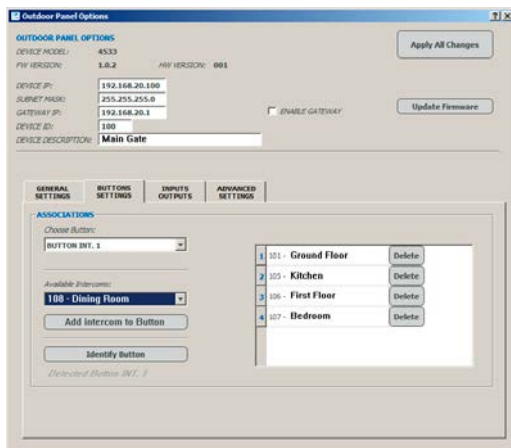 Outdoor Panel Options
OUTDOOR PANEL OPTIONS
DEVICE MODEL: 4533
FW VERSION: 1.0.2 HW VERSION: 001
Apply All Changes
DEVICE IP: 192.168.20.100
SUBNET MASK: 255.255.255.0
GATEWAY IP: 192.168.20.1
ENABLE GATEWAY
Update Firmware
DEVICE ID: 100
DEVICE DESCRIPTION: Main Gate
GENERAL SETTINGS
BUTTONS SETTINGS
INPUTS OUTPUTS
ADVANCED SETTINGS
ASSOCIATIONS
Choose Button:
BUTTON INT. 1
Available Intercoms:
108 - Dining Room
Add intercom to Button
Identify Button
Detected Button INT. 1
1 101 - Ground Floor Delete
2 105 - Kitchen Delete
3 106 - First Floor Delete
4 107 - Bedroom Delete